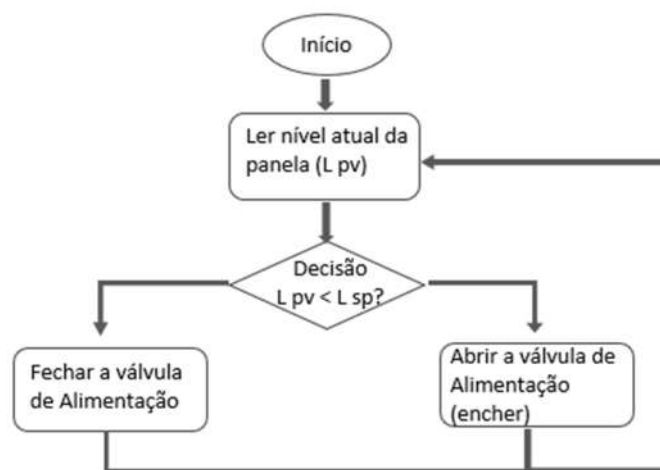 Início
Ler nível atual da
panela (L pv)
Decisão
L pv < L sp?
Fechar a válvula
de Alimentação
Abrir a válvula de
Alimentação
(encher)